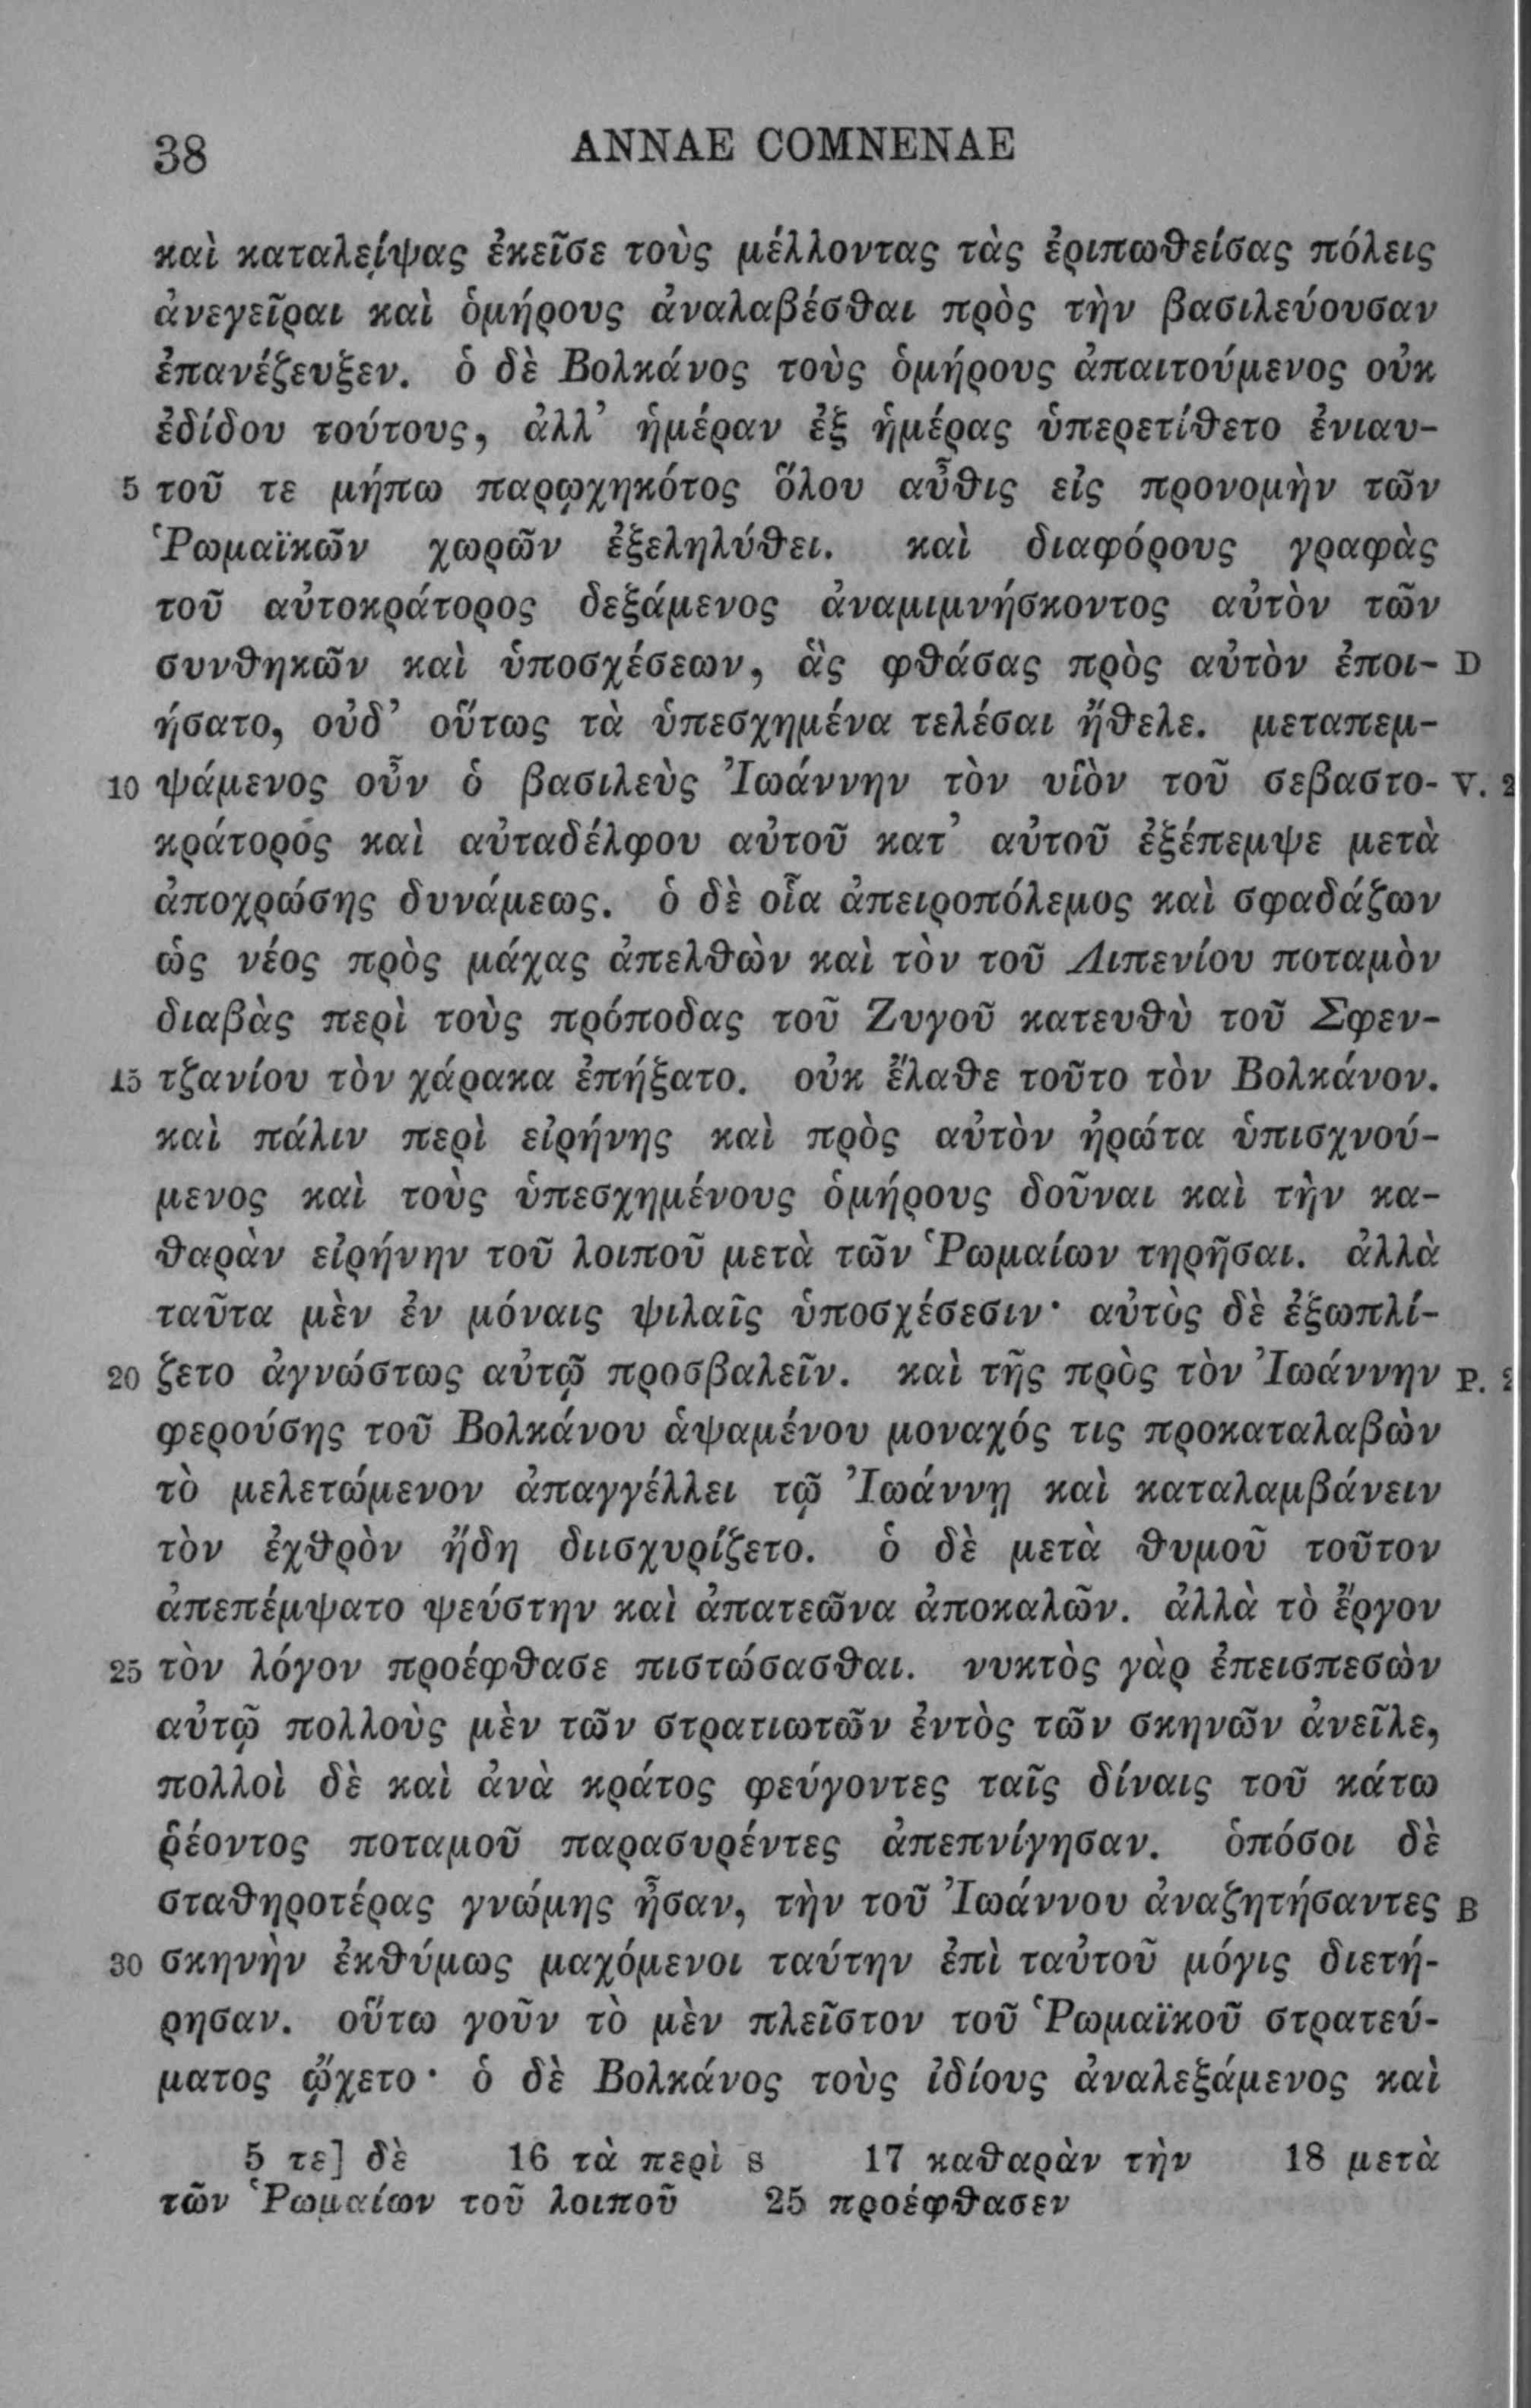 38 ANNAE COMNENAE
καὶ καταλείψας ἐκεῖσε τοὺς μέλλοντας τὰς ἐριπωθείσας πόλεις
ἀνεγεῖραι καὶ ὁμήρους ἀναλαβέσθαι πρὸς τὴν βασιλεύουσαν
ἐπανέζευξεν. ὁ δὲ Βολκάνος τοὺς ὁμήρους ἀπαιτούμενος οὐκ
ἐδίδου τούτους, ἀλλ’ ἡμέραν ἐξ ἡμέρας ὑπερετίθετο ἐνιαυ-
5 τοῦ τε μήπω παρῳχηκότος ὅλου αὖθις εἰς προνομὴν τῶν
Ῥωμαϊκῶν χωρῶν ἐξεληλύθει. καὶ διαφόρους γραφὰς
τοῦ αὐτοκράτορος δεξάμενος ἀναμιμνήσκοντος αὐτὸν τῶν
συνθηκῶν καὶ ὑποσχέσεων, ἃς φθάσας πρὸς αὐτὸν ἐποι- D
ήσατο, οὐδ’ οὕτως τὰ ὑπεσχημένα τελέσαι ἤθελε. μεταπεμ-
10 ψάμενος οὖν ὁ βασιλεὺς Ἰωάννην τὸν υἱὸν τοῦ σεβαστο- V.
κράτορός καὶ αὐταδέλφου αὐτοῦ κατ’ αὐτοῦ ἐξέπεμψε μετὰ
ἀποχρώσης δυνάμεως. ὁ δὲ οἷα ἀπειροπόλεμος καὶ σφαδάζων
ὡς νέος πρὸς μάχας ἀπελθὼν καὶ τὸν τοῦ Λιπενίου ποταμὸν
διαβὰς περὶ τοὺς πρόποδας τοῦ Ζυγοῦ κατευθὺ τοῦ Σφεν-
15 τζανίου τὸν χάρακα ἐπήξατο. οὐκ ἔλαθε τοῦτο τὸν Βολκάνον.
καὶ πάλιν περὶ εἰρήνης καὶ πρὸς αὐτὸν ἠρώτα ὑπισχνού-
μενος καὶ τοὺς ὑπεσχημένους ὁμήρους δοῦναι καὶ τὴν κα-
θαρὰν εἰρήνην τοῦ λοιποῦ μετὰ τῶν Ῥωμαίων τηρῆσαι. ἀλλὰ
ταῦτα μὲν ἐν μόναις ψιλαῖς ὑποσχέσεσιν· αὐτὸς δὲ ἐξωπλί-
20 ζετο ἀγνώστως αὐτῷ προσβαλεῖν. καὶ τῆς πρὸς τὸν Ἰωάννην P.
φερούσης τοῦ Βολκάνου ἁψαμένου μοναχός τις προκαταλαβὼν
τὸ μελετώμενον ἀπαγγέλλει τῷ Ἰωάννῃ καὶ καταλαμβάνειν
τὸν ἐχθρὸν ἤδη διισχυρίζετο. ὁ δὲ μετὰ θυμοῦ τοῦτον
ἀπεπέμψατο ψεύστην καὶ ἀπατεῶνα ἀποκαλῶν. ἀλλὰ τὸ ἔργον
25 τὸν λόγον προέφθασε πιστώσασθαι. νυκτὸς γὰρ ἐπεισπεσὼν
αὐτῷ πολλοὺς μὲν τῶν στρατιωτῶν ἐντὸς τῶν σκηνῶν ἀνεῖλε,
πολλοὶ δὲ καὶ ἀνὰ κράτος φεύγοντες ταῖς δίναις τοῦ κάτω
ῥέοντος ποταμοῦ παρασυρέντες ἀπεπνίγησαν. ὁπόσοι δὲ
σταθηροτέρας γνώμης ἦσαν, τὴν τοῦ Ἰωάννου ἀναζητήσαντες B
30 σκηνὴν ἐκθύμως μαχόμενοι ταύτην ἐπὶ ταὐτοῦ μόγις διετή-
ρησαν. οὕτω γοῦν τὸ μὲν πλεῖστον τοῦ Ῥωμαϊκοῦ στρατεύ-
ματος ᾤχετο· ὁ δὲ Βολκάνος τοὺς ἰδίους ἀναλεξάμενος καὶ
5 τε] δὲ 16 τὰ περὶ s 17 καθαρὰν τὴν 18 μετὰ
τῶν Ῥωμαίων τοῦ λοιποῦ 25 προέφθασεν